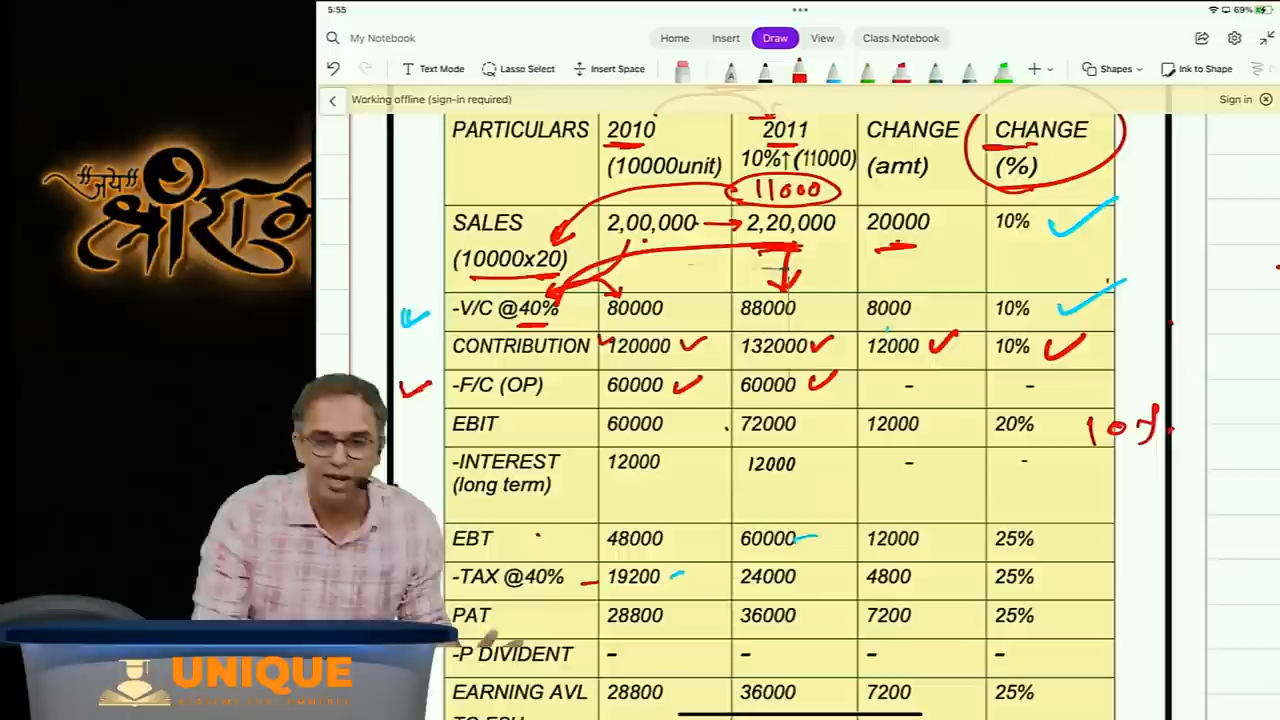 5:55
69%
My Notebook
Home Insert Draw View Class Notebook
Text Mode Lasso Select Insert Space Shapes Ink to Shape
Working offline (sign-in required) Sign in
PARTICULARS 2010 2011 CHANGE CHANGE
(10000unit) 10%↑(11000) (amt) (%)
11000
SALES 2,00,000 2,20,000 20000 10%
(10000x20)
-V/C @40% 80000 88000 8000 10%
CONTRIBUTION 120000 132000 12000 10%
-F/C (OP) 60000 60000 – –
EBIT 60000 72000 12000 20% 10%
-INTEREST 12000 12000 – -
(long term)
EBT 48000 60000 12000 25%
-TAX @40% 19200 24000 4800 25%
PAT 28800 36000 7200 25%
-P DIVIDENT – – – –
EARNING AVL 28800 36000 7200 25%
॥जय॥
श्रीराम
UNIQUE